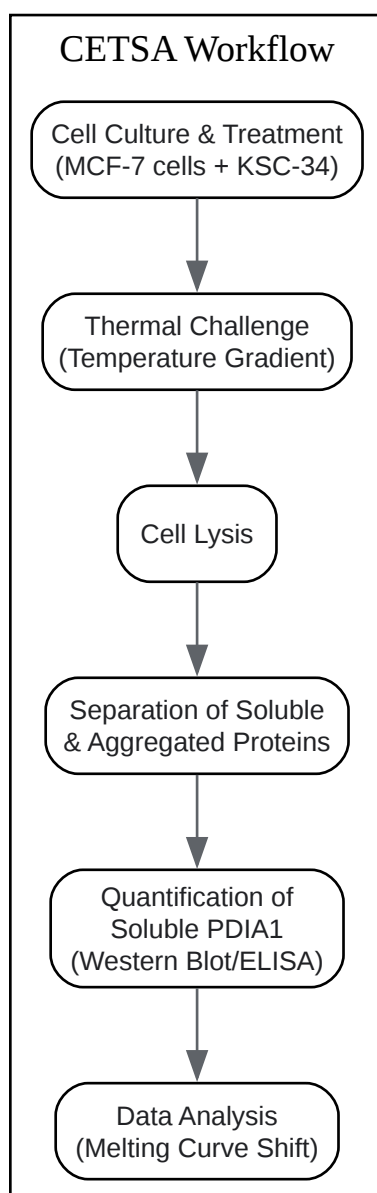 CETSA Workflow
Cell Culture & Treatment
(MCF-7 cells + KSC-34)
Thermal Challenge
(Temperature Gradient)
Cell Lysis
Separation of Soluble
& Aggregated Proteins
Quantification of
Soluble PDIA1
(Western Blot/ELISA)
Data Analysis
(Melting Curve Shift)